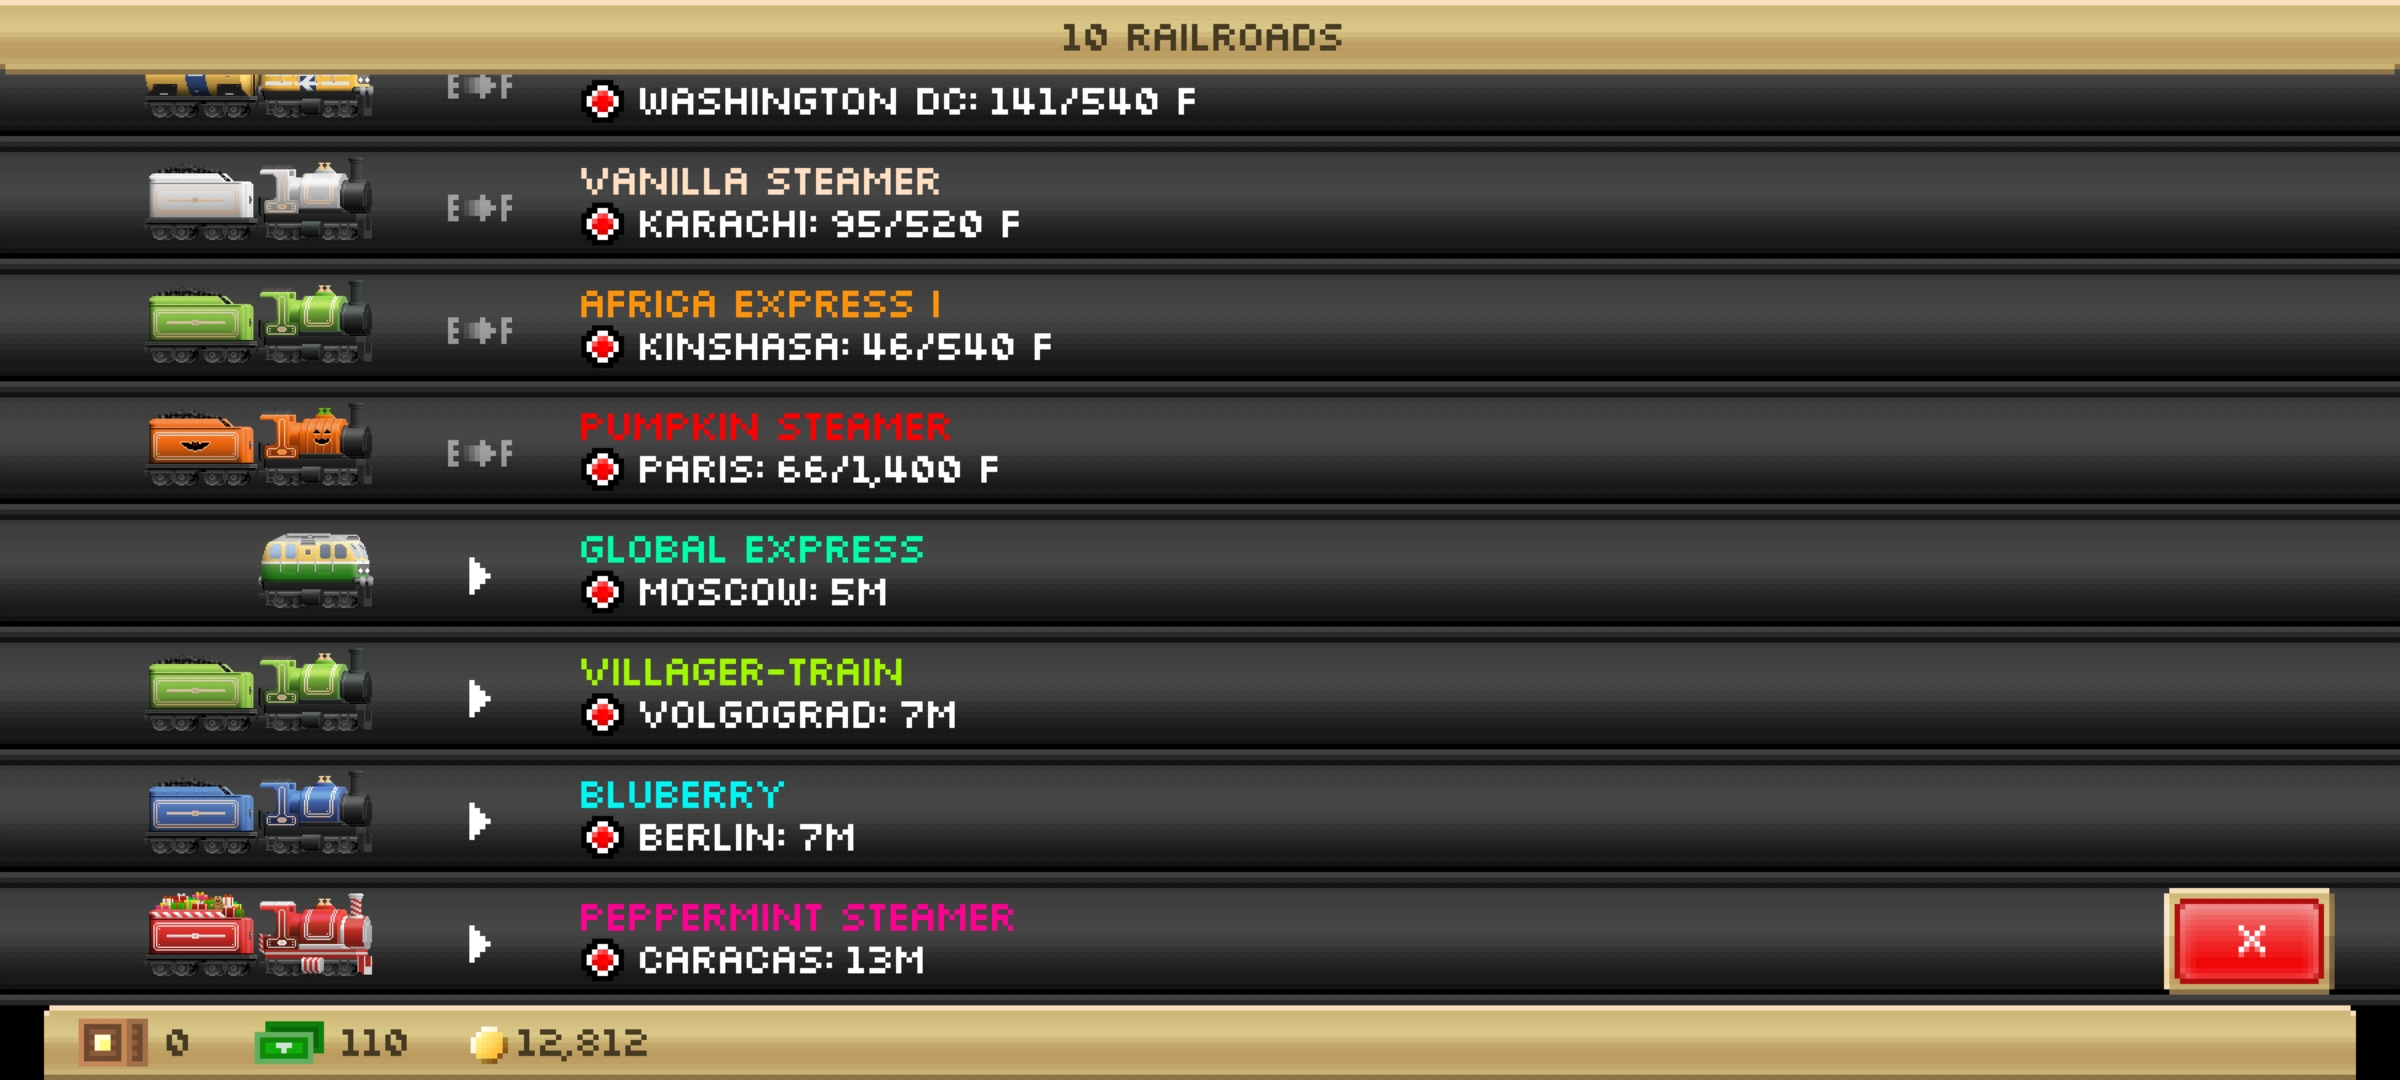 10 RAILROADS
E F
WASHINGTON DC: 141/540 F
VANILLA STEAMER
E F
KARACHI: 95/520 F
AFRICA EXPRESS I
E F
KINSHASA: 46/540 F
PUMPKIN STEAMER
E F
PARIS: 66/1,400 F
GLOBAL EXPRESS
MOSCOW: 5M
VILLAGER-TRAIN
VOLGOGRAD: 7M
BLUBERRY
BERLIN: 7M
PEPPERMINT STEAMER
CARACAS: 13M
X
0 110 12,812